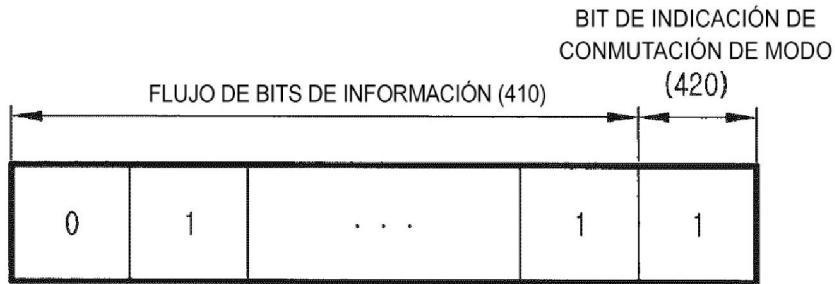 BIT DE INDICACIÓN DE
CONMUTACIÓN DE MODO
(420)
FLUJO DE BITS DE INFORMACIÓN (410)
0 1 . . . 1 1